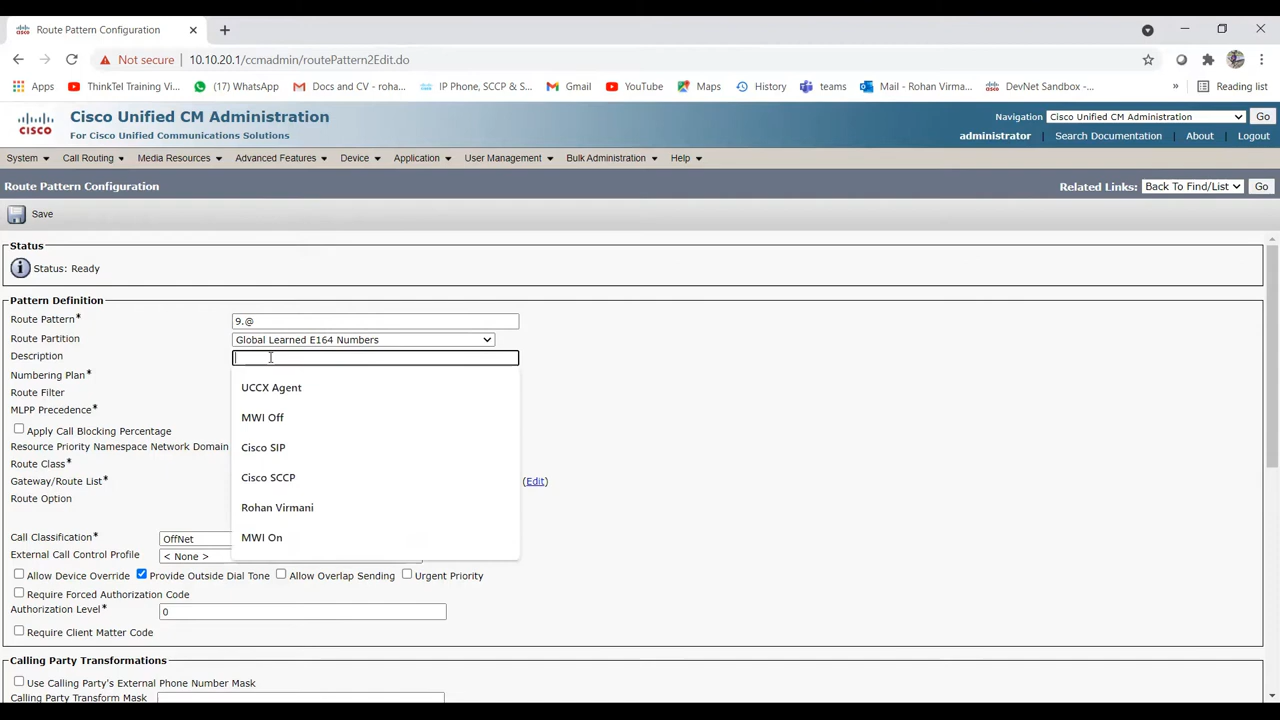 Route Pattern Configuration
Not secure 10.10.20.1/ccmadmin/routePattern2Edit.do
Apps ThinkTel Training Vi... (17) WhatsApp Docs and CV - roha... IP Phone, SCCP & S... Gmail YouTube Maps History teams Mail - Rohan Virma... DevNet Sandbox -... » Reading list
CISCO Cisco Unified CM Administration Navigation Cisco Unified CM Administration Go
For Cisco Unified Communications Solutions administrator Search Documentation About Logout
System Call Routing Media Resources Advanced Features Device Application User Management Bulk Administration Help
Route Pattern Configuration Related Links: Back To Find/List Go
Save
Status
Status: Ready
Pattern Definition
Route Pattern* 9.@
Route Partition Global Learned E164 Numbers
Description
Numbering Plan*
Route Filter
MLPP Precedence*
Apply Call Blocking Percentage
Resource Priority Namespace Network Domain
Route Class*
Gateway/Route List* (Edit)
Route Option
UCCX Agent
MWI Off
Cisco SIP
Cisco SCCP
Rohan Virmani
MWI On
Call Classification* OffNet
External Call Control Profile < None >
Allow Device Override Provide Outside Dial Tone Allow Overlap Sending Urgent Priority
Require Forced Authorization Code
Authorization Level* 0
Require Client Matter Code
Calling Party Transformations
Use Calling Party's External Phone Number Mask
Calling Party Transform Mask